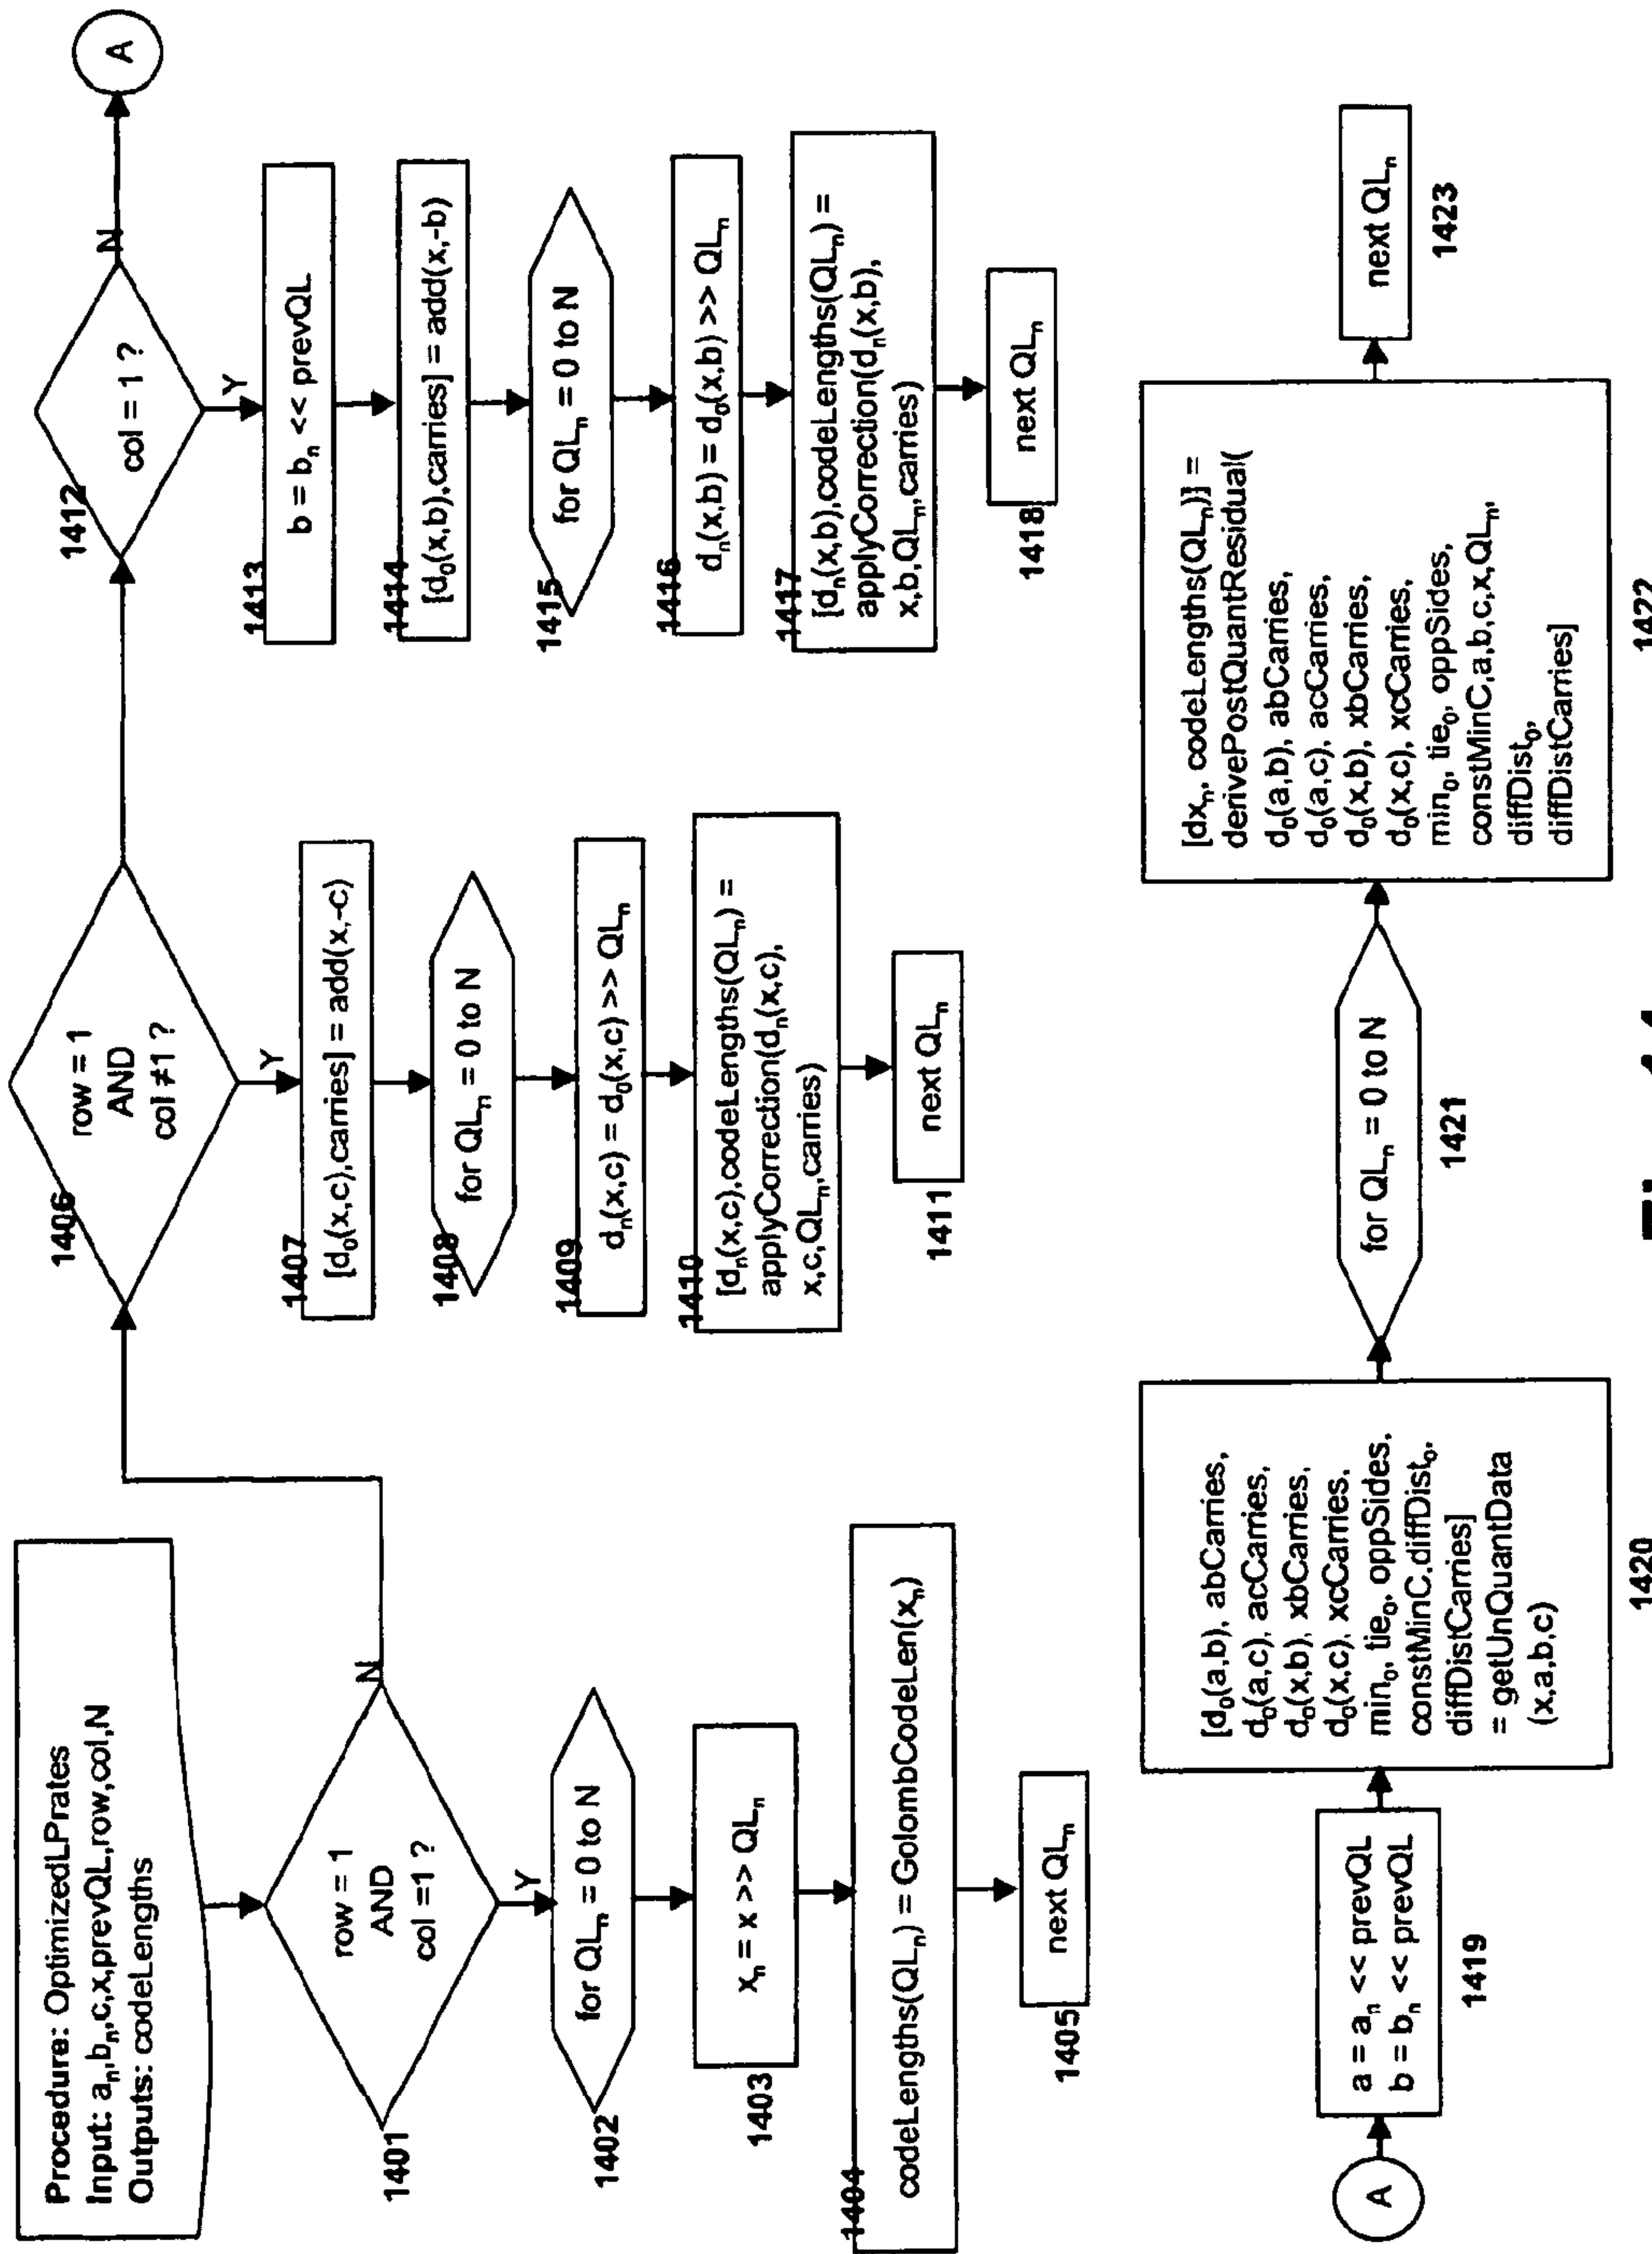 Procedure: OptimizedLPrates
Input: aₙ,bₙ,c,x,prevQL,row,col,N
Outputs: codeLengths
1401
row = 1
AND
col =1 ?
N
Y
1402
for QLₙ = 0 to N
1403
xₙ = x >> QLₙ
1404
codeLengths(QLₙ) = GolombCodeLen(xₙ)
1405
next QLₙ
1406
row = 1
AND
col ≠1 ?
Y
1407
[d₀(x,c),carries] = add(x,-c)
1408
for QLₙ = 0 to N
1409
dₙ(x,c) = d₀(x,c) >> QLₙ
1410
[dₙ(x,c),codeLengths(QLₙ) =
applyCorrection(dₙ(x,c),
x,c,QLₙ,carries)
1411
next QLₙ
1412
col = 1 ?
N
A
Y
1413
b = bₙ << prevQL
1414
[d₀(x,b),carries] = add(x,-b)
1415
for QLₙ = 0 to N
1416
dₙ(x,b) = d₀(x,b) >> QLₙ
1417
[dₙ(x,b),codeLengths(QLₙ) =
applyCorrection(dₙ(x,b),
x,b,QLₙ,carries)
1418
next QLₙ
A
a = aₙ << prevQL
b = bₙ << prevQL
1419
[d₀(a,b), abCarries,
d₀(a,c), acCarries,
d₀(x,b), xbCarries,
d₀(x,c), xcCarries,
min₀, tie₀, oppSides,
constMinC,diffDist₀,
diffDistCarries]
= getUnQuantData
(x,a,b,c)
1420
for QLₙ = 0 to N
1421
[dxₙ, codeLengths(QLₙ)] =
derivePostQuantResidual(
d₀(a,b), abCarries,
d₀(a,c), acCarries,
d₀(x,b), xbCarries,
d₀(x,c), xcCarries,
min₀, tie₀, oppSides,
constMinC,a,b,c,x,QLₙ,
diffDist₀,
diffDistCarries]
1422
next QLₙ
1423